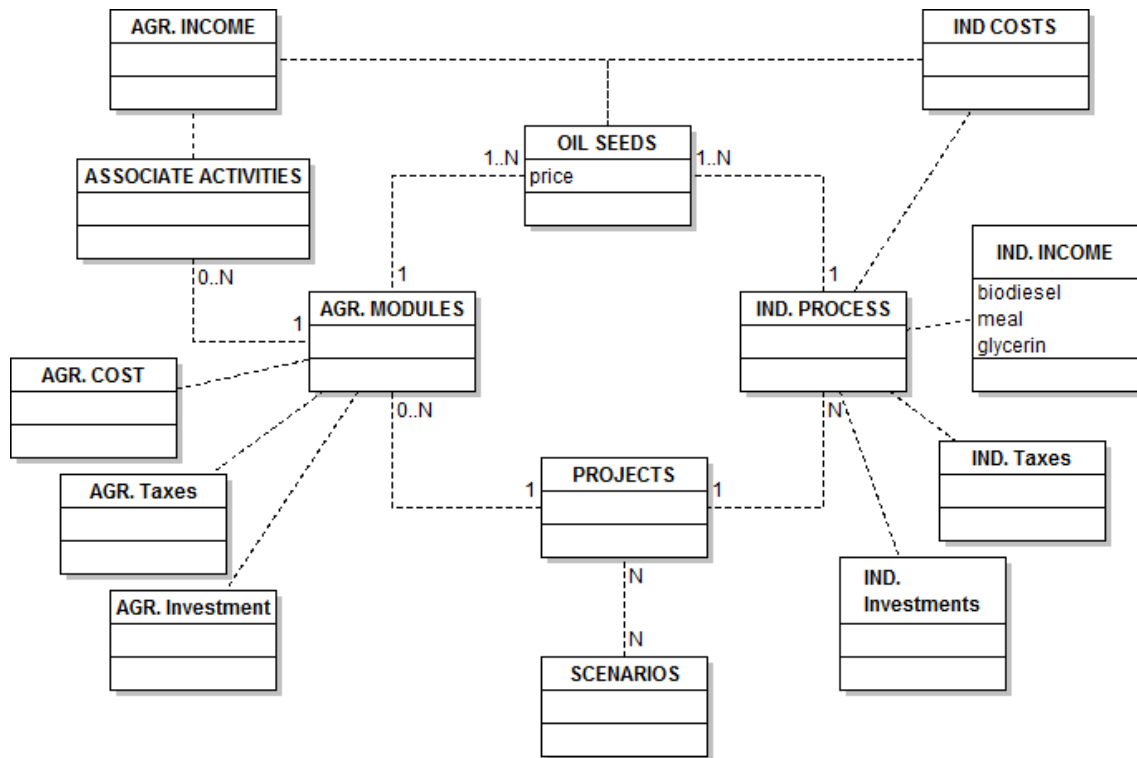 AGR. INCOME
IND COSTS
OIL SEEDS
price
1..N
1..N
ASSOCIATE ACTIVITIES
0..N
1
1
1
AGR. MODULES
IND. PROCESS
IND. INCOME
biodiesel
meal
glycerin
AGR. COST
0..N
N
AGR. Taxes
PROJECTS
1
1
IND. Taxes
AGR. Investment
N
N
IND.
Investments
SCENARIOS